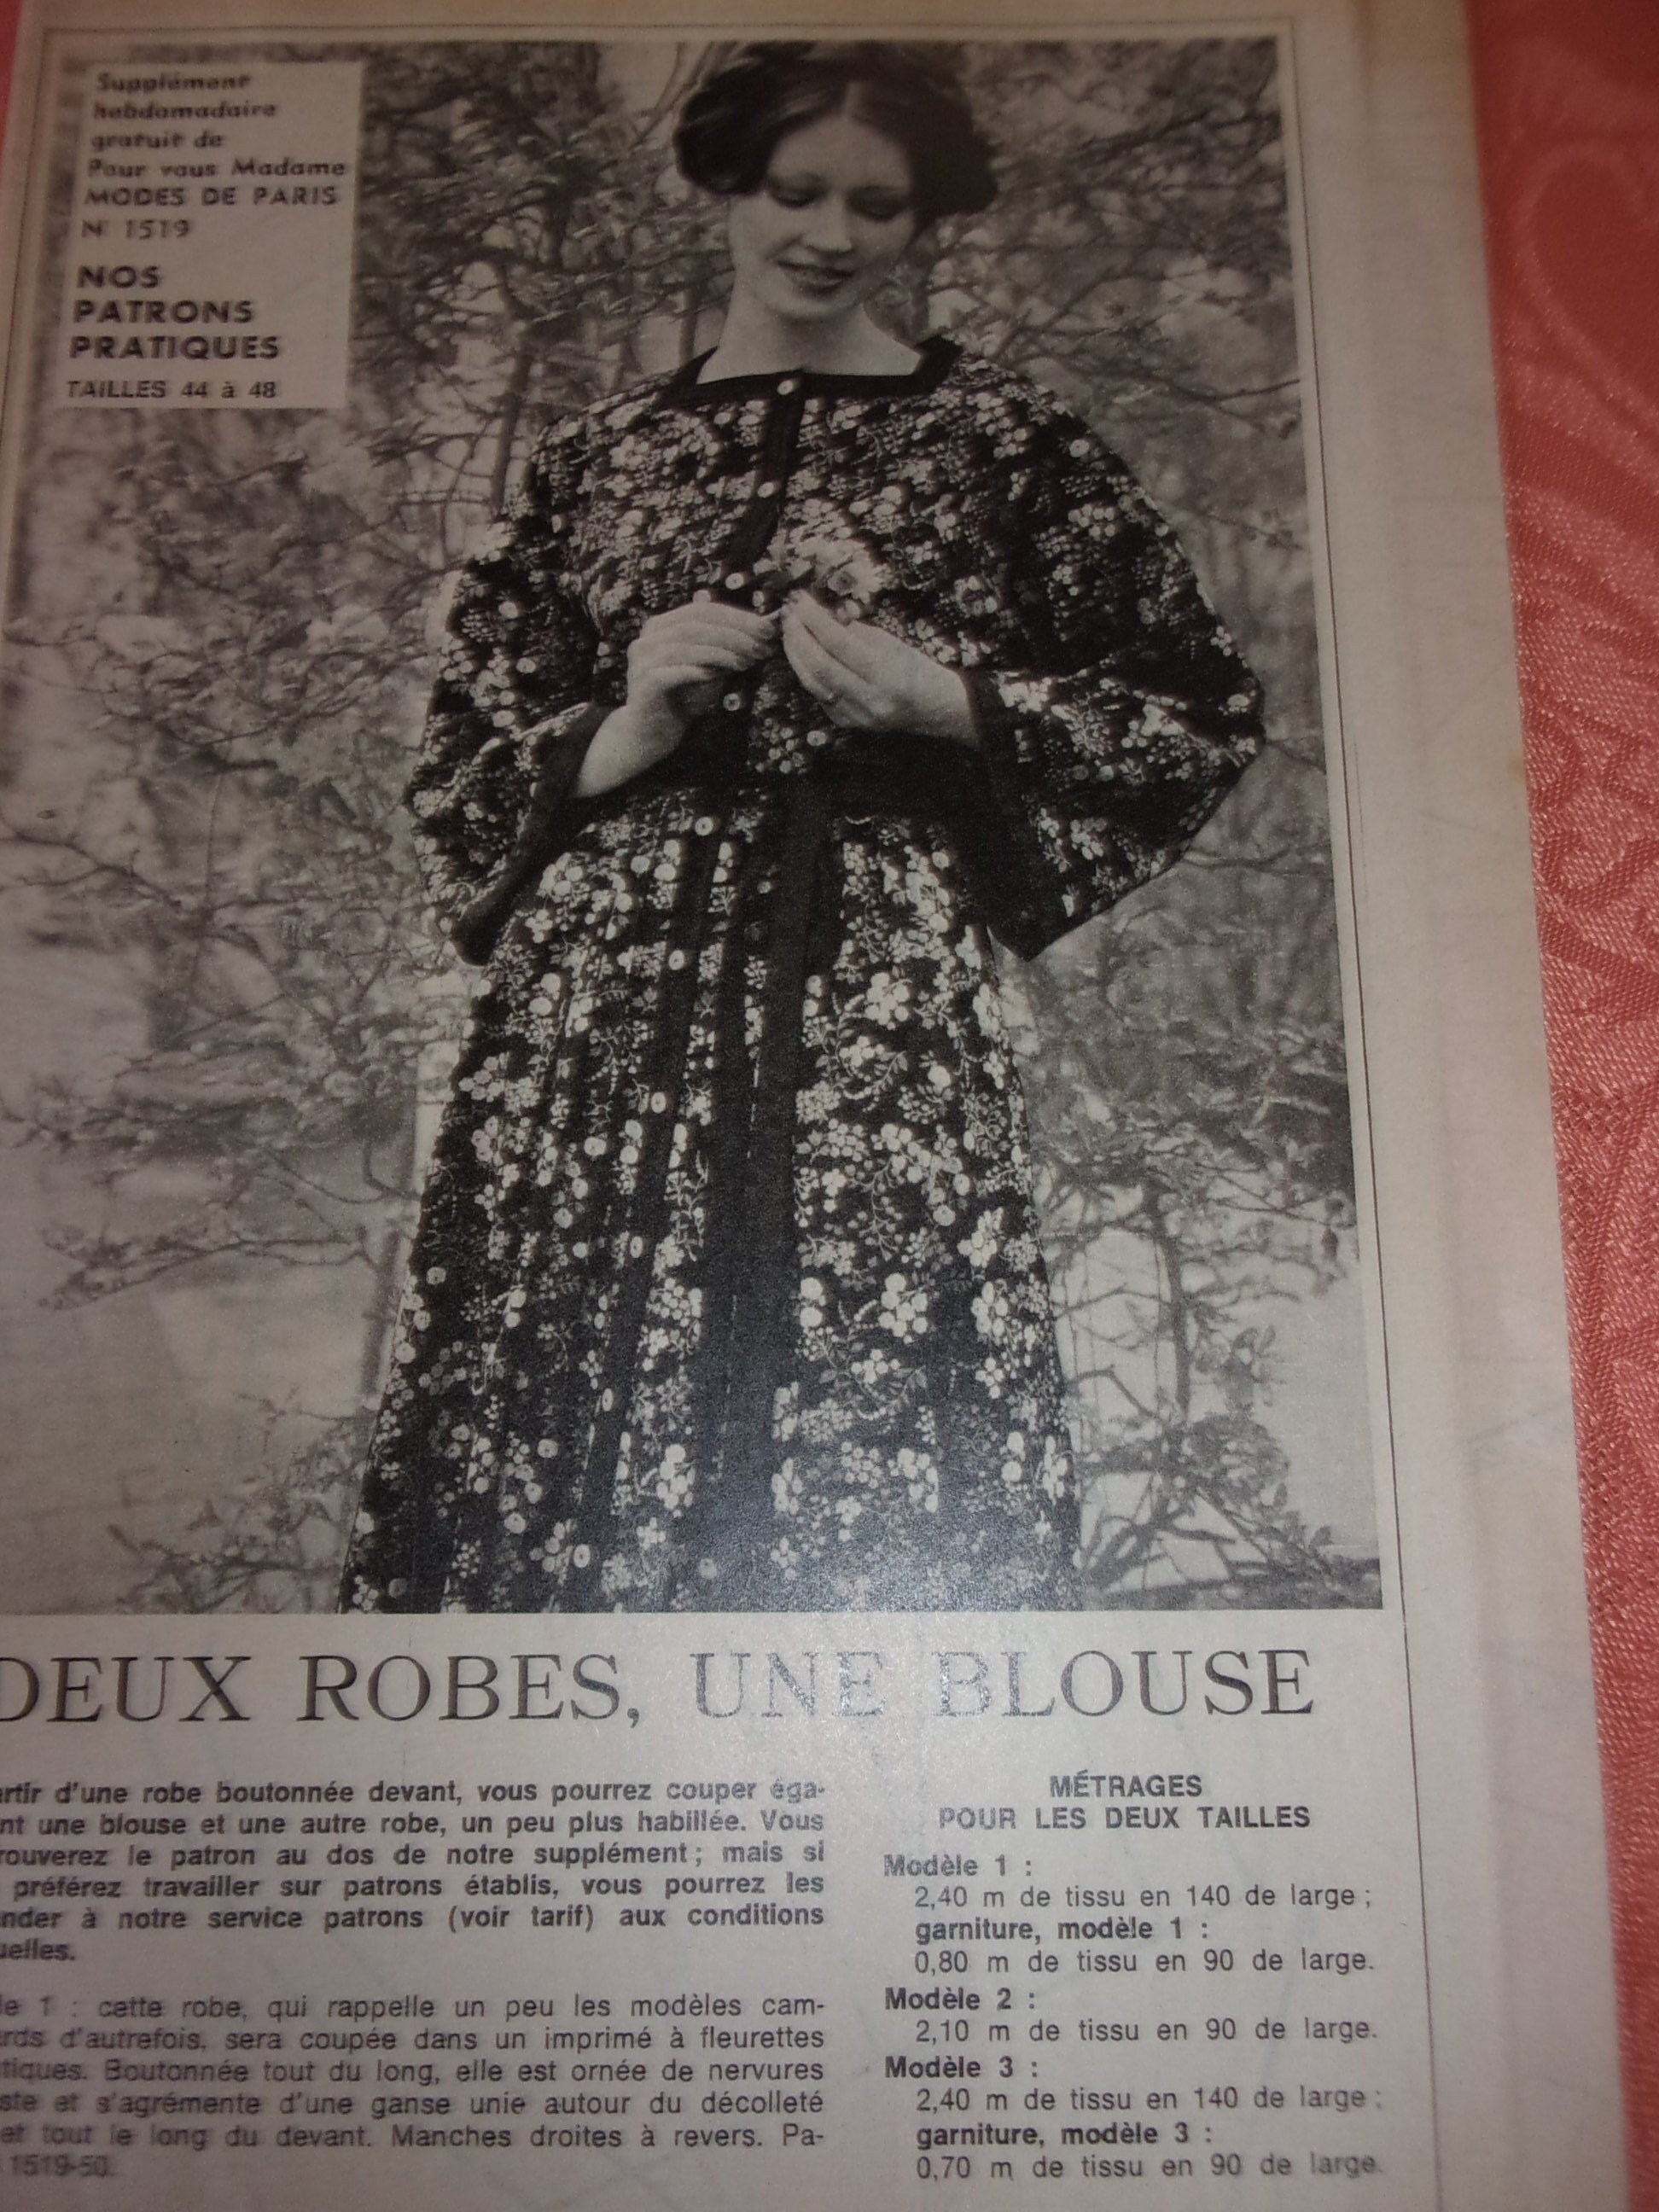 Supplément
hebdomadaire
gratuit de
Pour vous Madame
MODES DE PARIS
N° 1519
NOS
PATRONS
PRATIQUES
TAILLES 44 à 48
DEUX ROBES, UNE BLOUSE
artir d'une robe boutonnée devant, vous pourrez couper éga-
nt une blouse et une autre robe, un peu plus habillée. Vous
rouverez le patron au dos de notre supplément ; mais si
préférez travailler sur patrons établis, vous pourrez les
nder à notre service patrons (voir tarif) aux conditions
uelles.
le 1 : cette robe, qui rappelle un peu les modèles cam-
rds d'autrefois, sera coupée dans un imprimé à fleurettes
tiques. Boutonnée tout du long, elle est ornée de nervures
ste et s'agrémente d'une ganse unie autour du décolleté
et tout le long du devant. Manches droites à revers. Pa-
1519-50.
MÉTRAGES
POUR LES DEUX TAILLES
Modèle 1 :
2,40 m de tissu en 140 de large ;
garniture, modèle 1 :
0,80 m de tissu en 90 de large.
Modèle 2 :
2,10 m de tissu en 90 de large.
Modèle 3 :
2,40 m de tissu en 140 de large ;
garniture, modèle 3 :
0,70 m de tissu en 90 de large.